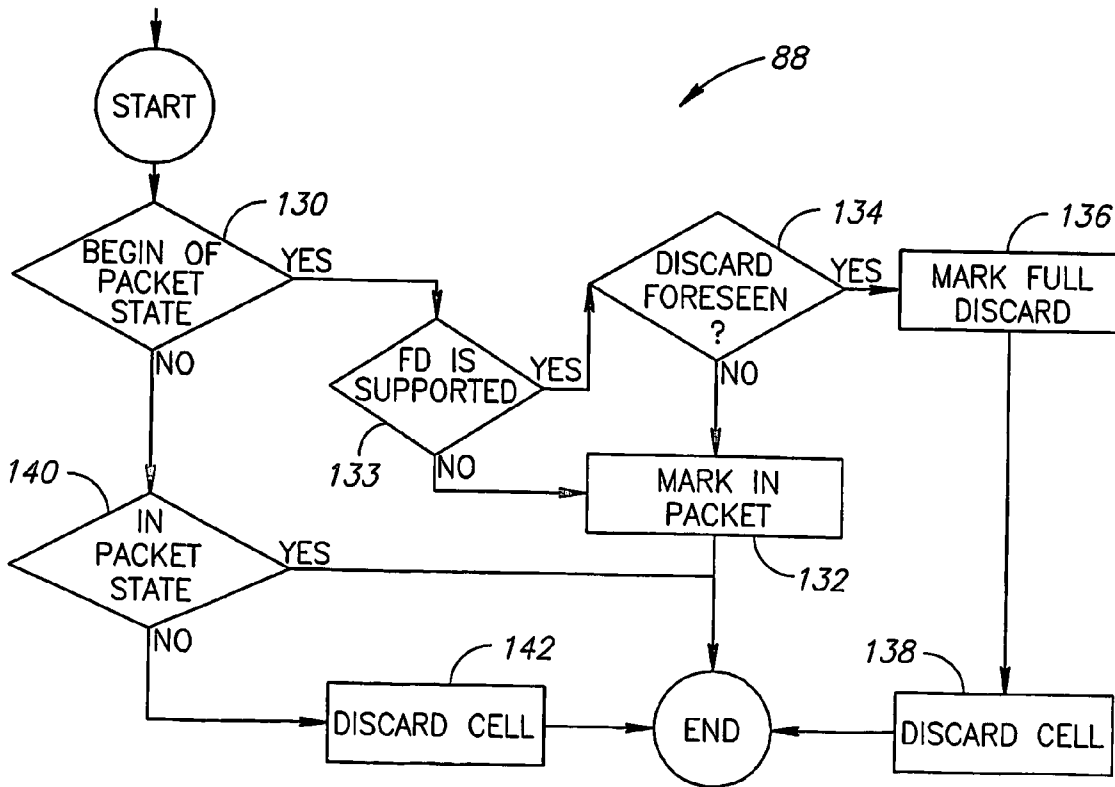 88
START
130
BEGIN OF
PACKET
STATE
YES
NO
134
DISCARD
FORESEEN
?
YES
NO
136
MARK FULL
DISCARD
FD IS
SUPPORTED
YES
NO
133
MARK IN
PACKET
132
140
IN
PACKET
STATE
YES
NO
142
DISCARD CELL
END
138
DISCARD CELL